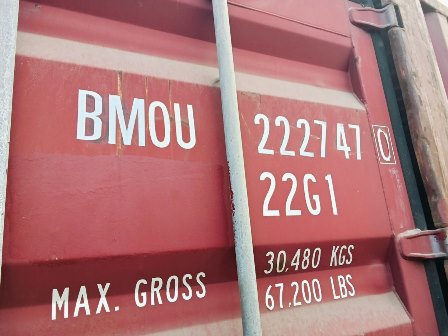 BMOU 222747 0
22G1
MAX. GROSS 30,480 KGS
67,200 LBS